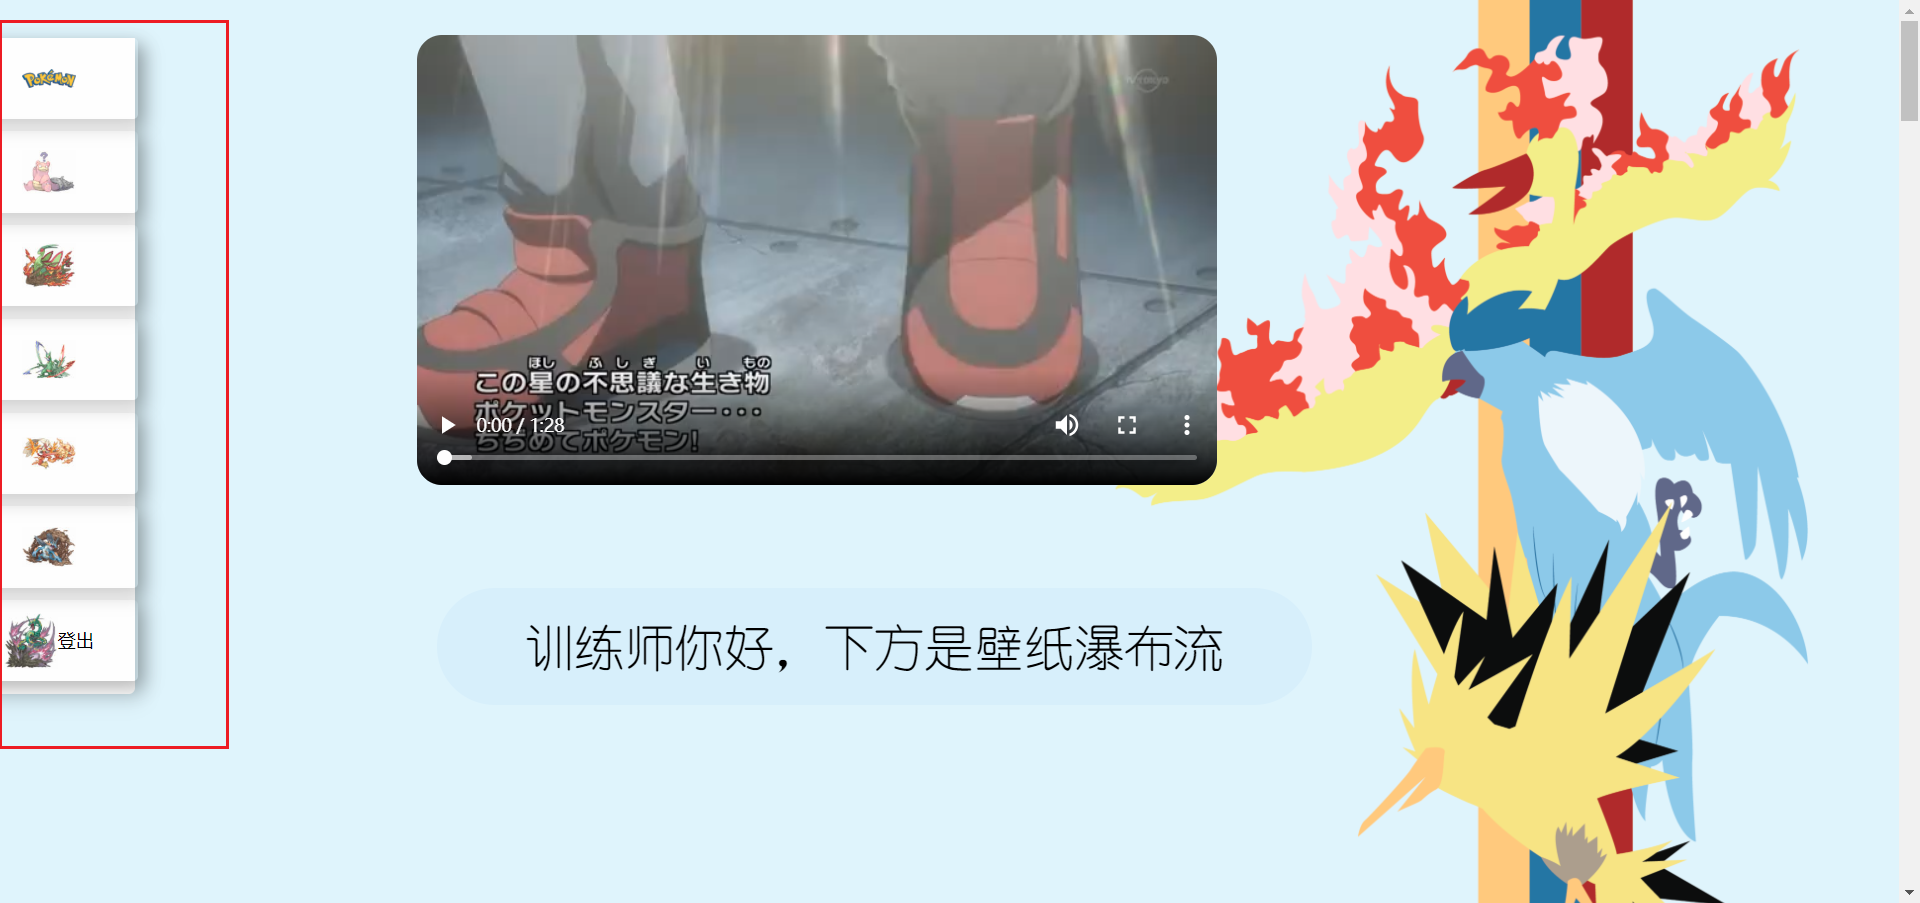 POKéMON
登出
TV TOKYO
ほし ふ し ぎ い もの
この星の不思議な生き物
ポケットモンスター･･･
ちぢめてポケモン!
0:00 / 1:28
训练师你好，下方是壁纸瀑布流